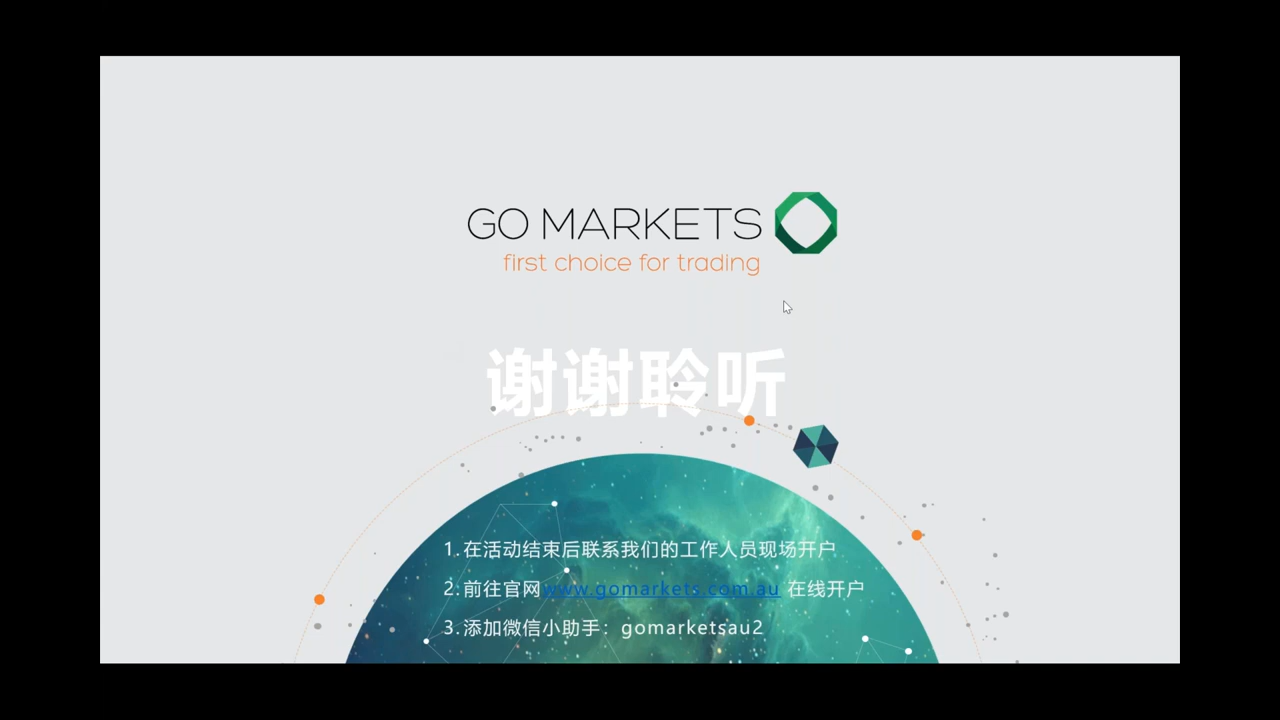 GO MARKETS
first choice for trading
谢谢聆听
1.在活动结束后联系我们的工作人员现场开户
2.前往官网www.gomarkets.com.au 在线开户
3.添加微信小助手：gomarketsau2